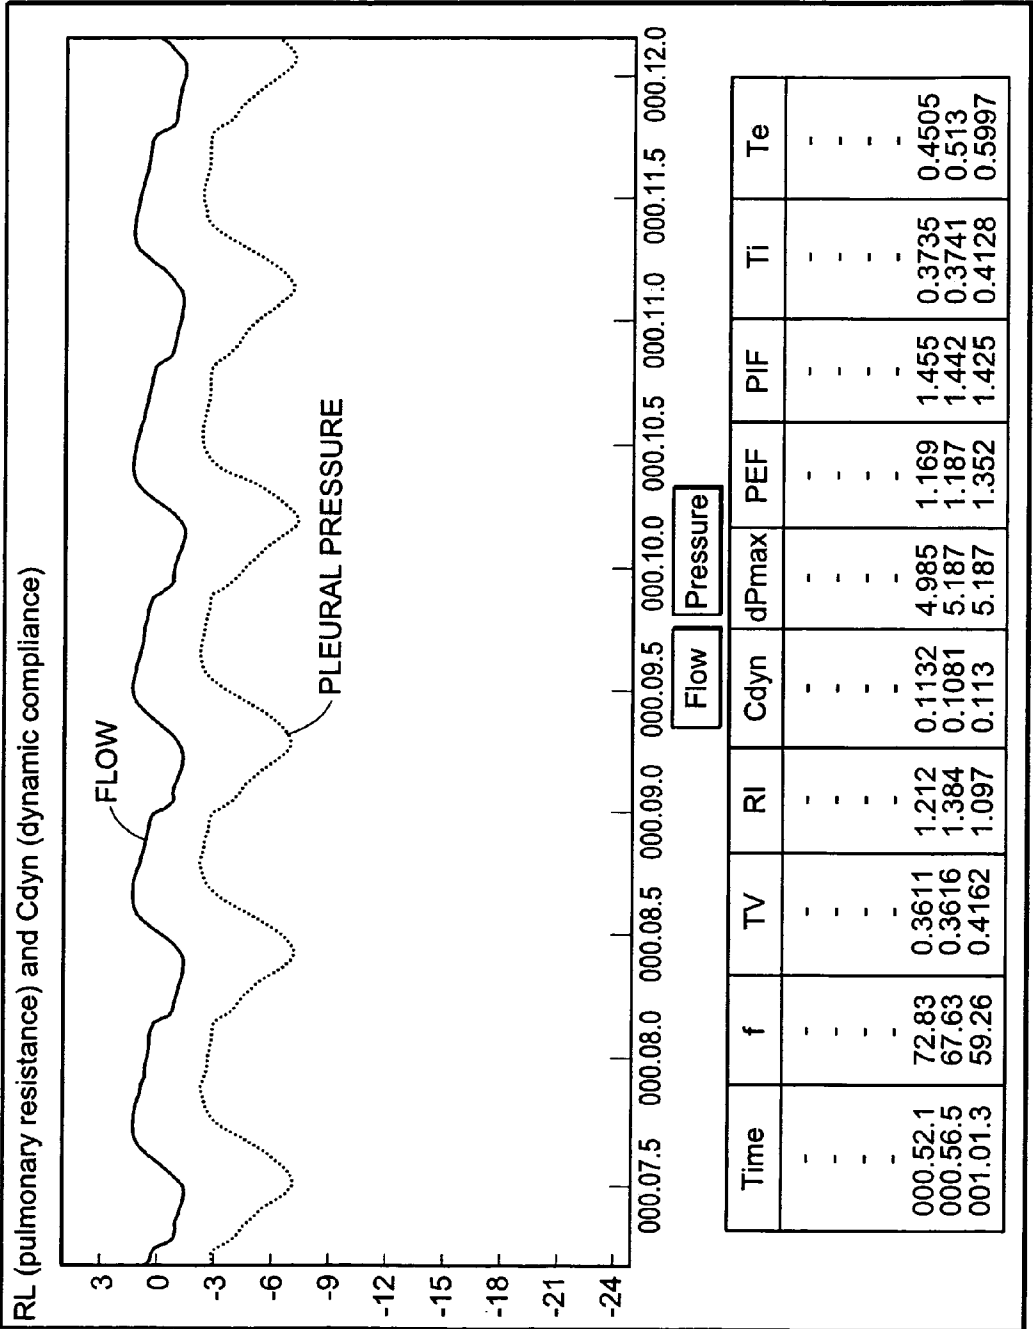 RL (pulmonary resistance) and Cdyn (dynamic compliance)
3
0
-3
-6
-9
-12
-15
-18
-21
-24
FLOW
PLEURAL PRESSURE
000.07.5 000.08.0 000.08.5 000.09.0 000.09.5 000.10.0 000.10.5 000.11.0 000.11.5 000.12.0
Flow Pressure
Time f TV RI Cdyn dPmax PEF PIF Ti Te
- - - - - - - - - -
- - - - - - - - - -
- - - - - - - - - -
- - - - - - - - - -
000.52.1 72.83 0.3611 1.212 0.1132 4.985 1.169 1.455 0.3735 0.4505
000.56.5 67.63 0.3616 1.384 0.1081 5.187 1.187 1.442 0.3741 0.513
001.01.3 59.26 0.4162 1.097 0.113 5.187 1.352 1.425 0.4128 0.5997